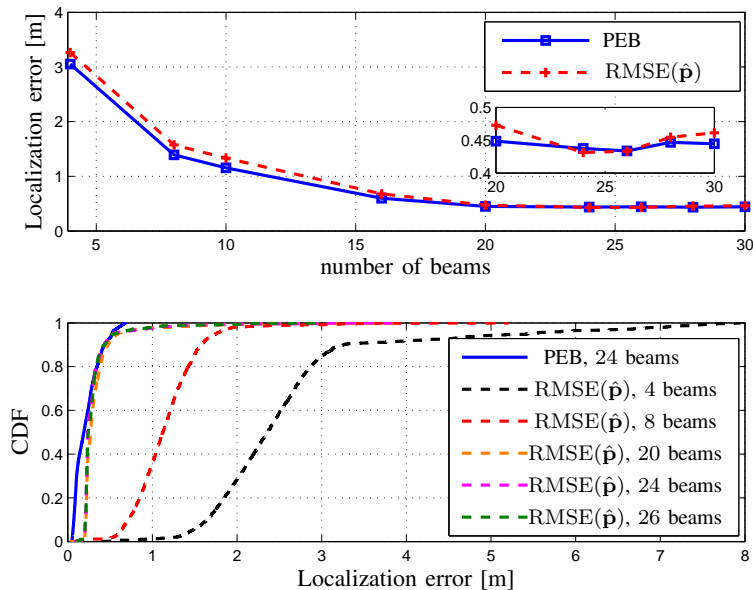 4
3
2
1
0
Localization error [m]
5
10
15
20
25
30
number of beams
PEB
RMSE(p̂)
0.5
0.45
0.4
20
25
30
1
0.8
0.6
0.4
0.2
0
CDF
0
1
2
3
4
5
6
7
8
Localization error [m]
PEB, 24 beams
RMSE(p̂), 4 beams
RMSE(p̂), 8 beams
RMSE(p̂), 20 beams
RMSE(p̂), 24 beams
RMSE(p̂), 26 beams